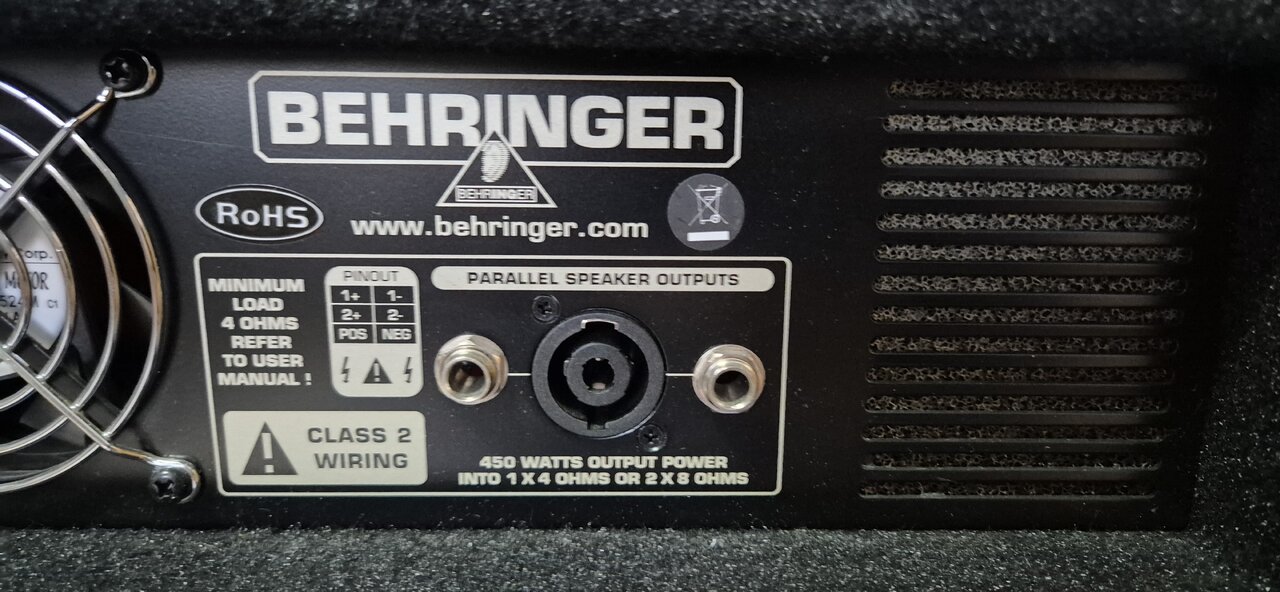 BEHRINGER
BEHRINGER
RoHS
www.behringer.com
Corp.
C1
MINIMUM
LOAD
4 OHMS
REFER
TO USER
MANUAL !
PINOUT
1+ 1-
2+ 2-
POS NEG
CLASS 2
WIRING
PARALLEL SPEAKER OUTPUTS
450 WATTS OUTPUT POWER
INTO 1 X 4 OHMS OR 2 X 8 OHMS